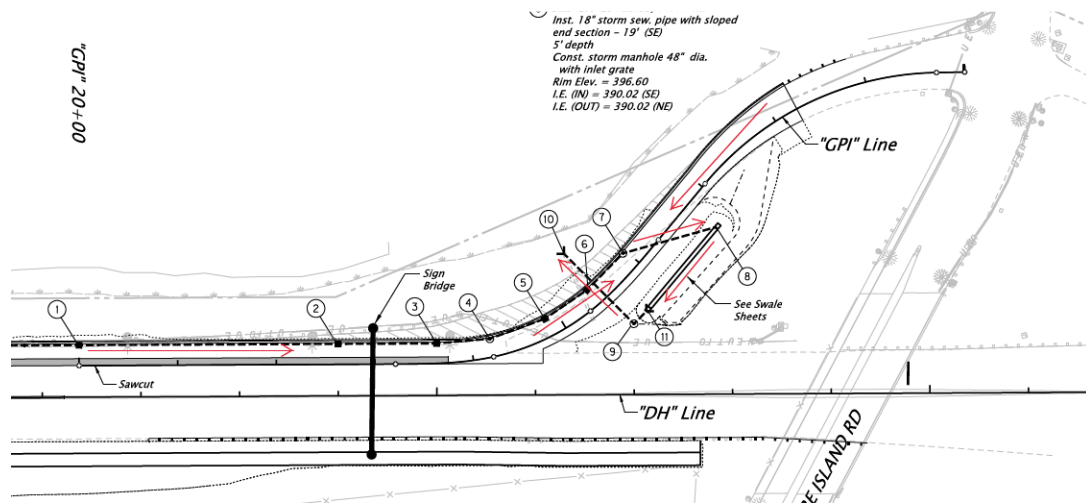 Inst. 18" storm sew. pipe with sloped
end section - 19' (SE)
5' depth
Const. storm manhole 48" dia.
with inlet grate
Rim Elev. = 396.60
I.E. (IN) = 390.02 (SE)
I.E. (OUT) = 390.02 (NE)
"GPI" 20+00
"GPI" Line
10
7
6
8
Sign
Bridge
5
See Swale
Sheets
1
2
3
4
9
11
Sawcut
"DH" Line
ISLAND RD